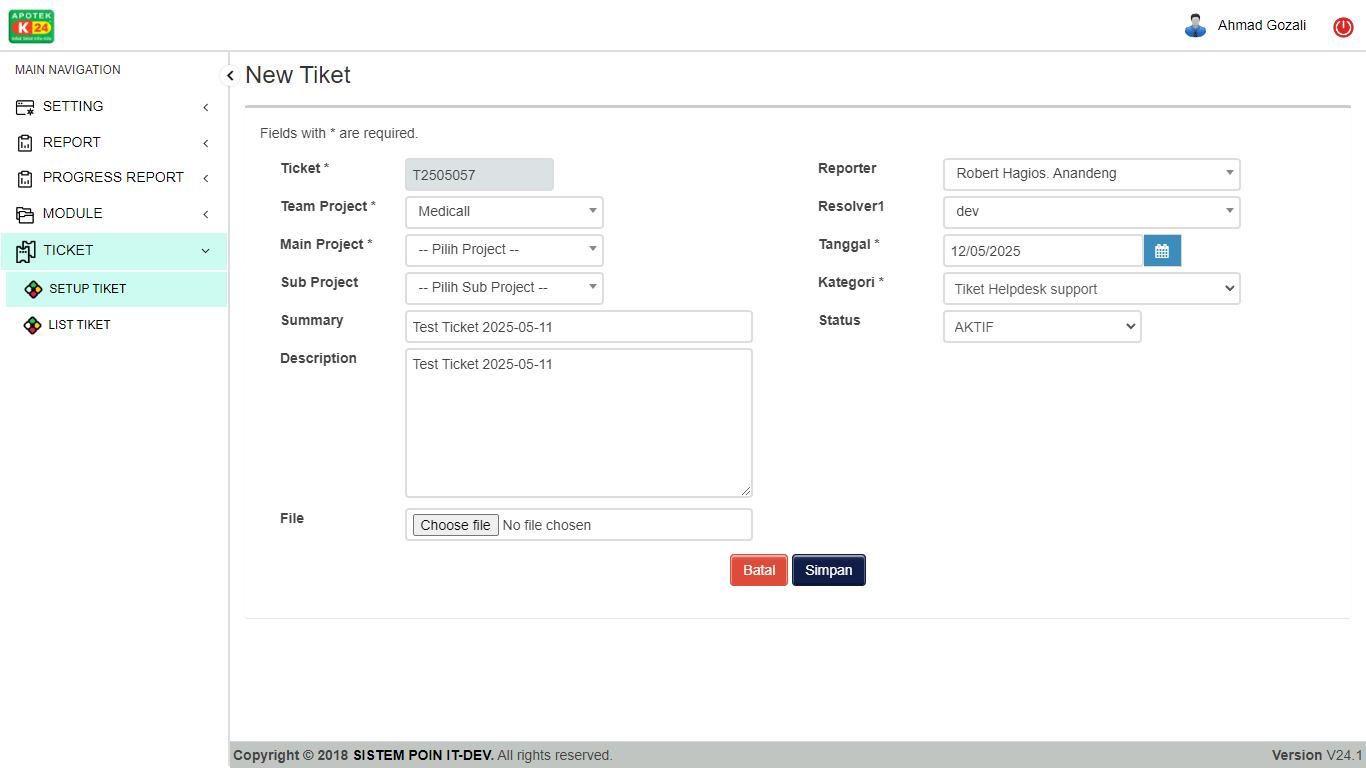 APOTEK
K 24
Ahmad Gozali
MAIN NAVIGATION
SETTING
REPORT
PROGRESS REPORT
MODULE
TICKET
SETUP TIKET
LIST TIKET
New Tiket
Fields with * are required.
Ticket * T2505057
Team Project * Medicall
Main Project * -- Pilih Project --
Sub Project -- Pilih Sub Project --
Summary Test Ticket 2025-05-11
Description Test Ticket 2025-05-11
File Choose file No file chosen
Reporter Robert Hagios. Anandeng
Resolver1 dev
Tanggal * 12/05/2025
Kategori * Tiket Helpdesk support
Status AKTIF
Batal Simpan
Copyright © 2018 SISTEM POIN IT-DEV. All rights reserved. Version V24.1